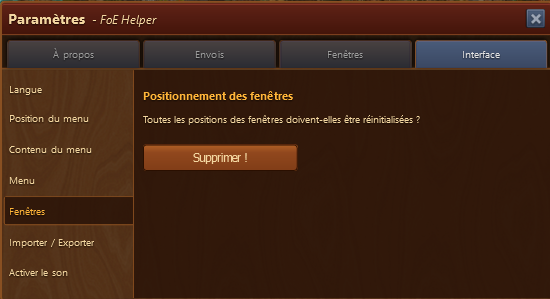 Paramètres - FoE Helper
À propos
Envois
Fenêtres
Interface
Langue
Position du menu
Contenu du menu
Menu
Fenêtres
Importer / Exporter
Activer le son
Positionnement des fenêtres
Toutes les positions des fenêtres doivent-elles être réinitialisées ?
Supprimer !